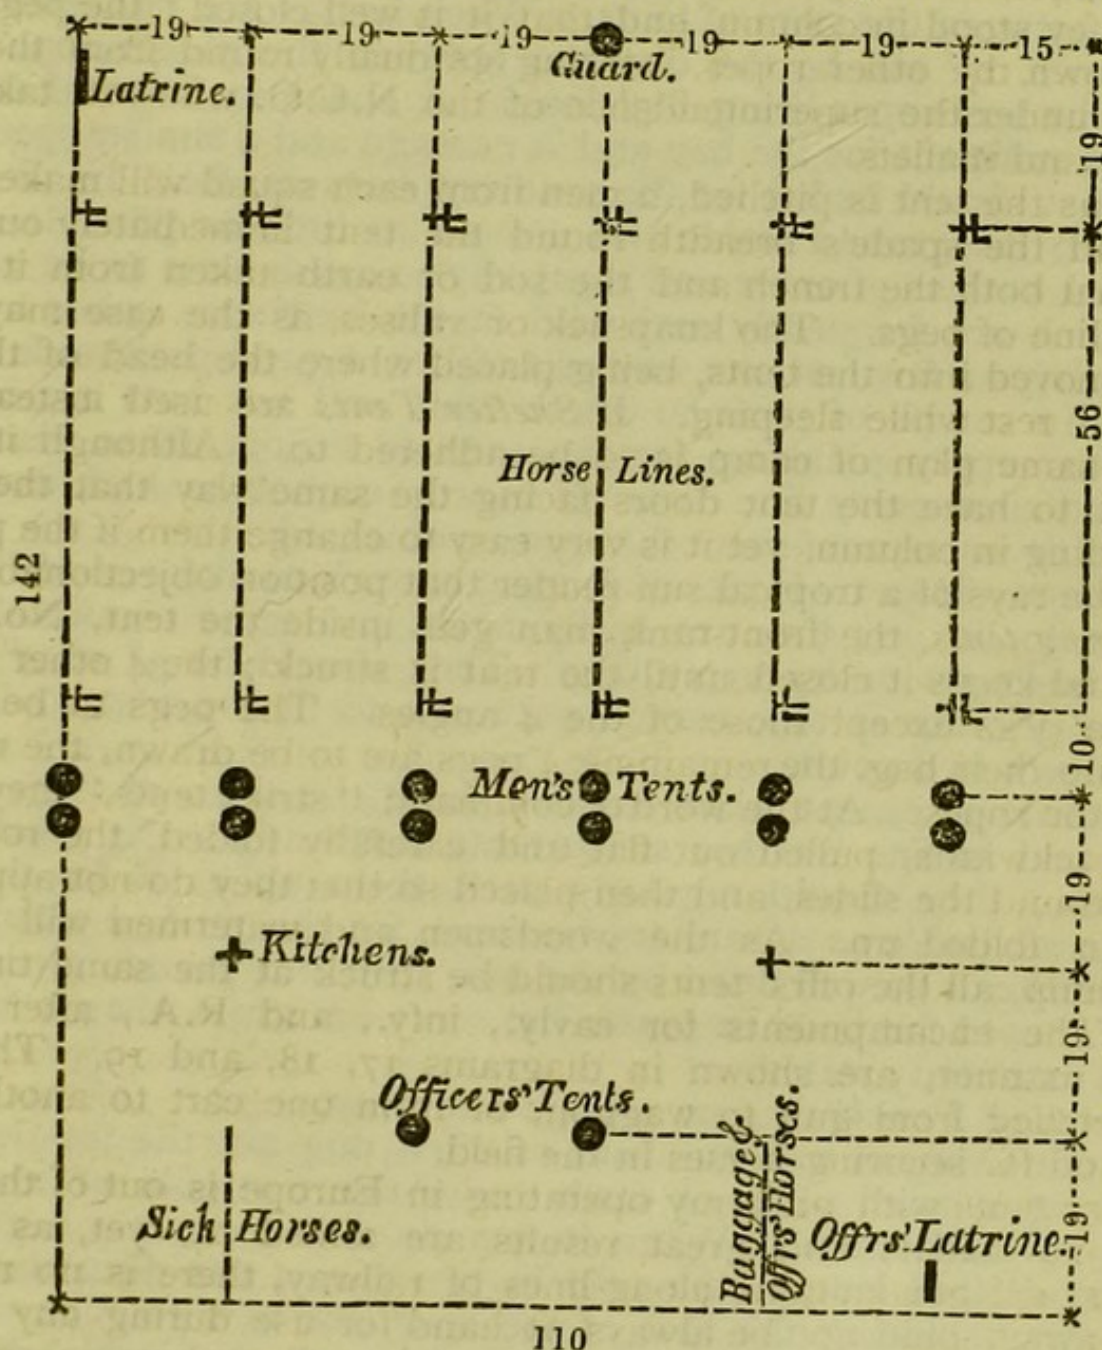 19 19 19 19 19 15
Guard.
Latrine.
19
56
Horse Lines.
142
10
Men's Tents.
19
Kitchens.
19
Officers' Tents.
Baggage &
Offrs' Horses.
Sick Horses.
Offrs' Latrine.
19
110